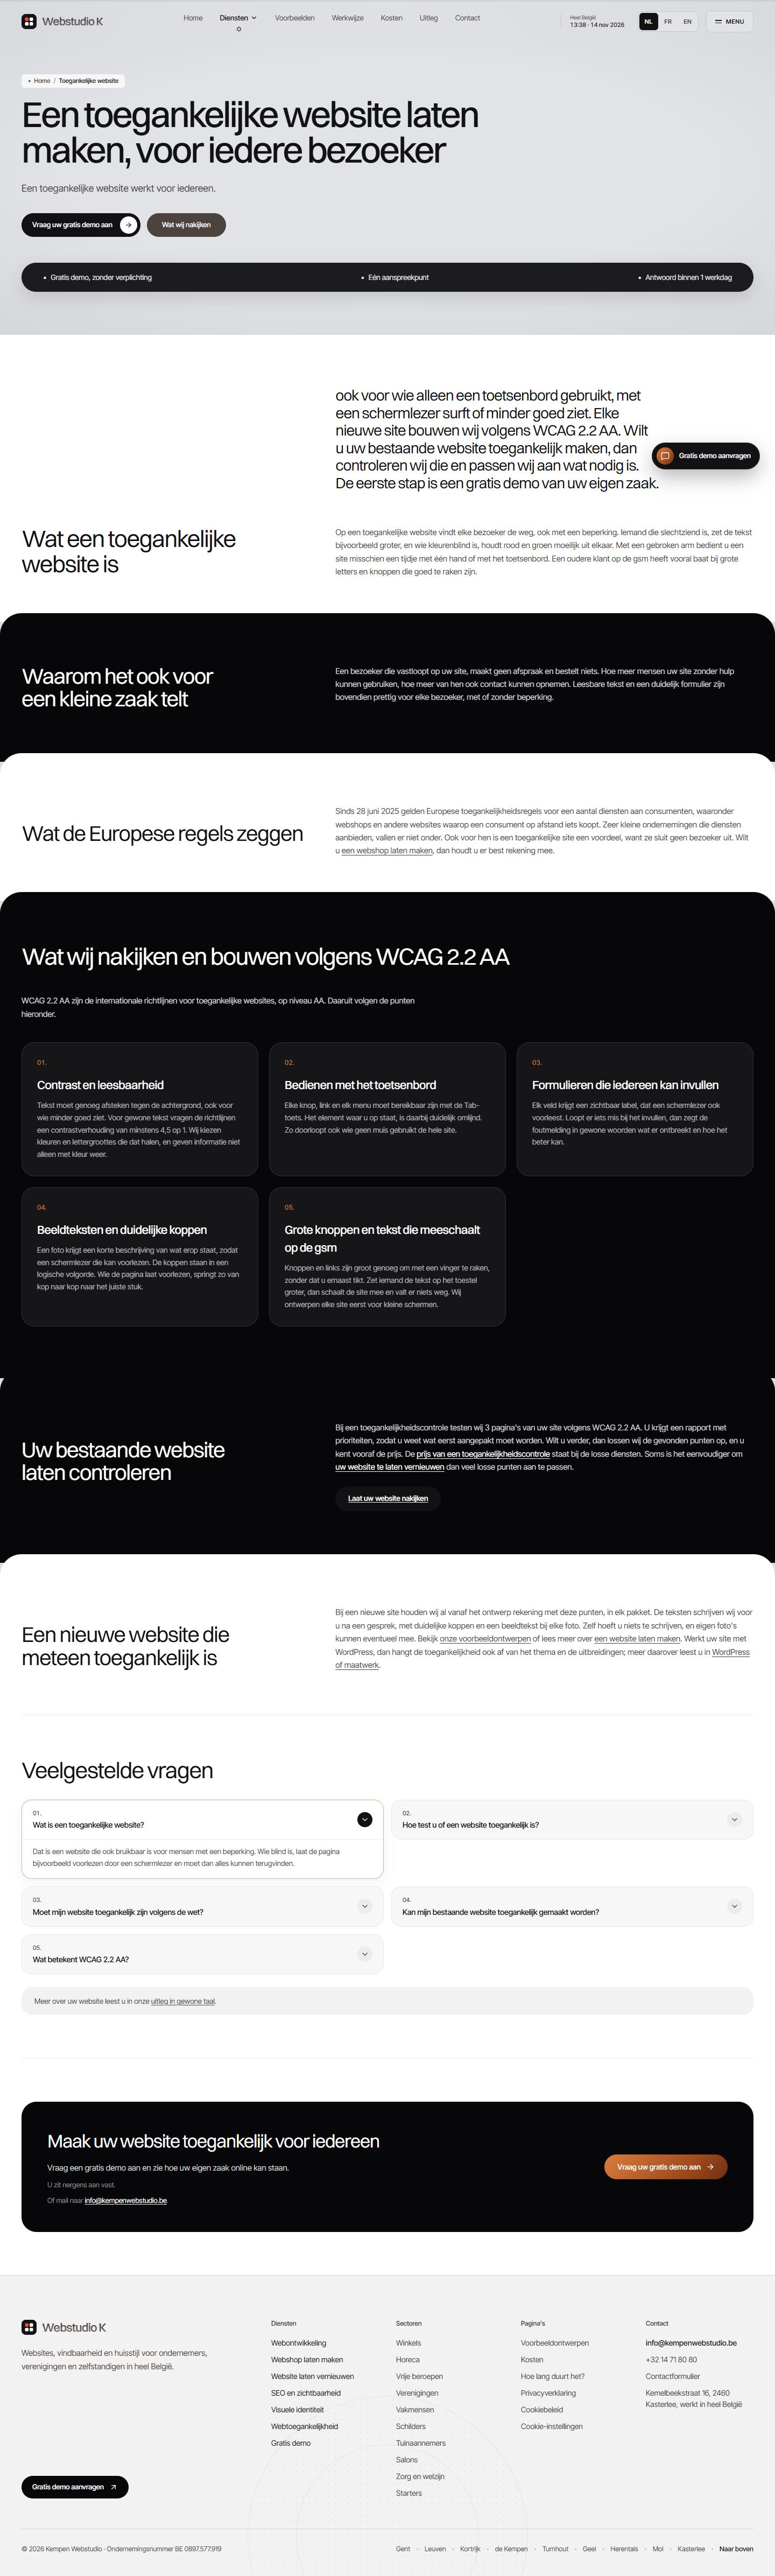 Webstudio K
Home
Diensten
Voorbeelden
Werkwijze
Kosten
Uitleg
Contact
Heel België
13:38 · 14 nov 2026
NL
FR
EN
MENU
Home / Toegankelijke website
Een toegankelijke website laten
maken, voor iedere bezoeker
Een toegankelijke website werkt voor iedereen.
Vraag uw gratis demo aan
Wat wij nakijken
Gratis demo, zonder verplichting
Eén aanspreekpunt
Antwoord binnen 1 werkdag
ook voor wie alleen een toetsenbord gebruikt, met
een schermlezer surft of minder goed ziet. Elke
nieuwe site bouwen wij volgens WCAG 2.2 AA. Wilt
u uw bestaande website toegankelijk maken, dan
controleren wij die en passen wij aan wat nodig is.
De eerste stap is een gratis demo van uw eigen zaak.
Gratis demo aanvragen
Wat een toegankelijke
website is
Op een toegankelijke website vindt elke bezoeker de weg, ook met een beperking. Iemand die slechtziend is, zet de tekst
bijvoorbeeld groter, en wie kleurenblind is, houdt rood en groen moeilijk uit elkaar. Met een gebroken arm bedient u een
site misschien een tijdje met één hand of met het toetsenbord. Een oudere klant op de gsm heeft vooral baat bij grote
letters en knoppen die goed te raken zijn.
Waarom het ook voor
een kleine zaak telt
Een bezoeker die vastloopt op uw site, maakt geen afspraak en bestelt niets. Hoe meer mensen uw site zonder hulp
kunnen gebruiken, hoe meer van hen ook contact kunnen opnemen. Leesbare tekst en een duidelijk formulier zijn
bovendien prettig voor elke bezoeker, met of zonder beperking.
Wat de Europese regels zeggen
Sinds 28 juni 2025 gelden Europese toegankelijkheidsregels voor een aantal diensten aan consumenten, waaronder
webshops en andere websites waarop een consument op afstand iets koopt. Zeer kleine ondernemingen die diensten
aanbieden, vallen er niet onder. Ook voor hen is een toegankelijke site een voordeel, want ze sluit geen bezoeker uit. Wilt
u een webshop laten maken, dan houdt u er best rekening mee.
Wat wij nakijken en bouwen volgens WCAG 2.2 AA
WCAG 2.2 AA zijn de internationale richtlijnen voor toegankelijke websites, op niveau AA. Daaruit volgen de punten
hieronder.
01.
Contrast en leesbaarheid
Tekst moet genoeg afsteken tegen de achtergrond, ook voor
wie minder goed ziet. Voor gewone tekst vragen de richtlijnen
een contrastverhouding van minstens 4,5 op 1. Wij kiezen
kleuren en lettergroottes die dat halen, en geven informatie niet
alleen met kleur weer.
02.
Bedienen met het toetsenbord
Elke knop, link en elk menu moet bereikbaar zijn met de Tab-
toets. Het element waar u op staat, is daarbij duidelijk omlijnd.
Zo doorloopt ook wie geen muis gebruikt de hele site.
03.
Formulieren die iedereen kan invullen
Elk veld krijgt een zichtbaar label, dat een schermlezer ook
voorleest. Loopt er iets mis bij het invullen, dan zegt de
foutmelding in gewone woorden wat er ontbreekt en hoe het
beter kan.
04.
Beeldteksten en duidelijke koppen
Een foto krijgt een korte beschrijving van wat erop staat, zodat
een schermlezer die kan voorlezen. De koppen staan in een
logische volgorde. Wie de pagina laat voorlezen, springt zo van
kop naar kop naar het juiste stuk.
05.
Grote knoppen en tekst die meeschaalt
op de gsm
Knoppen en links zijn groot genoeg om met een vinger te raken,
zonder dat u ernaast tikt. Zet iemand de tekst op het toestel
groter, dan schaalt de site mee en valt er niets weg. Wij
ontwerpen elke site eerst voor kleine schermen.
Uw bestaande website
laten controleren
Bij een toegankelijkheidscontrole testen wij 3 pagina's van uw site volgens WCAG 2.2 AA. U krijgt een rapport met
prioriteiten, zodat u weet wat eerst aangepakt moet worden. Wilt u verder, dan lossen wij de gevonden punten op, en u
kent vooraf de prijs. De prijs van een toegankelijkheidscontrole staat bij de losse diensten. Soms is het eenvoudiger om
uw website te laten vernieuwen dan veel losse punten aan te passen.
Laat uw website nakijken
Een nieuwe website die
meteen toegankelijk is
Bij een nieuwe site houden wij al vanaf het ontwerp rekening met deze punten, in elk pakket. De teksten schrijven wij voor
u na een gesprek, met duidelijke koppen en een beeldtekst bij elke foto. Zelf hoeft u niets te schrijven, en eigen foto's
kunnen eventueel mee. Bekijk onze voorbeeldontwerpen of lees meer over een website laten maken. Werkt uw site met
WordPress, dan hangt de toegankelijkheid ook af van het thema en de uitbreidingen; meer daarover leest u in WordPress
of maatwerk.
Veelgestelde vragen
01.
Wat is een toegankelijke website?
Dat is een website die ook bruikbaar is voor mensen met een beperking. Wie blind is, laat de pagina
bijvoorbeeld voorlezen door een schermlezer en moet dan alles kunnen terugvinden.
02.
Hoe test u of een website toegankelijk is?
03.
Moet mijn website toegankelijk zijn volgens de wet?
04.
Kan mijn bestaande website toegankelijk gemaakt worden?
05.
Wat betekent WCAG 2.2 AA?
Meer over uw website leest u in onze uitleg in gewone taal.
Maak uw website toegankelijk voor iedereen
Vraag een gratis demo aan en zie hoe uw eigen zaak online kan staan.
U zit nergens aan vast.
Of mail naar info@kempenwebstudio.be.
Vraag uw gratis demo aan
Webstudio K
Websites, vindbaarheid en huisstijl voor ondernemers,
verenigingen en zelfstandigen in heel België.
Gratis demo aanvragen
Diensten
Webontwikkeling
Webshop laten maken
Website laten vernieuwen
SEO en zichtbaarheid
Visuele identiteit
Webtoegankelijkheid
Gratis demo
Sectoren
Winkels
Horeca
Vrije beroepen
Verenigingen
Vakmensen
Schilders
Tuinaannemers
Salons
Zorg en welzijn
Starters
Pagina's
Voorbeeldontwerpen
Kosten
Hoe lang duurt het?
Privacyverklaring
Cookiebeleid
Cookie-instellingen
Contact
info@kempenwebstudio.be
+32 14 71 80 80
Contactformulier
Kemelbeekstraat 16, 2460
Kasterlee, werkt in heel België
© 2026 Kempen Webstudio · Ondernemingsnummer BE 0897.577.919
Gent · Leuven · Kortrijk · de Kempen · Turnhout · Geel · Herentals · Mol · Kasterlee · Naar boven